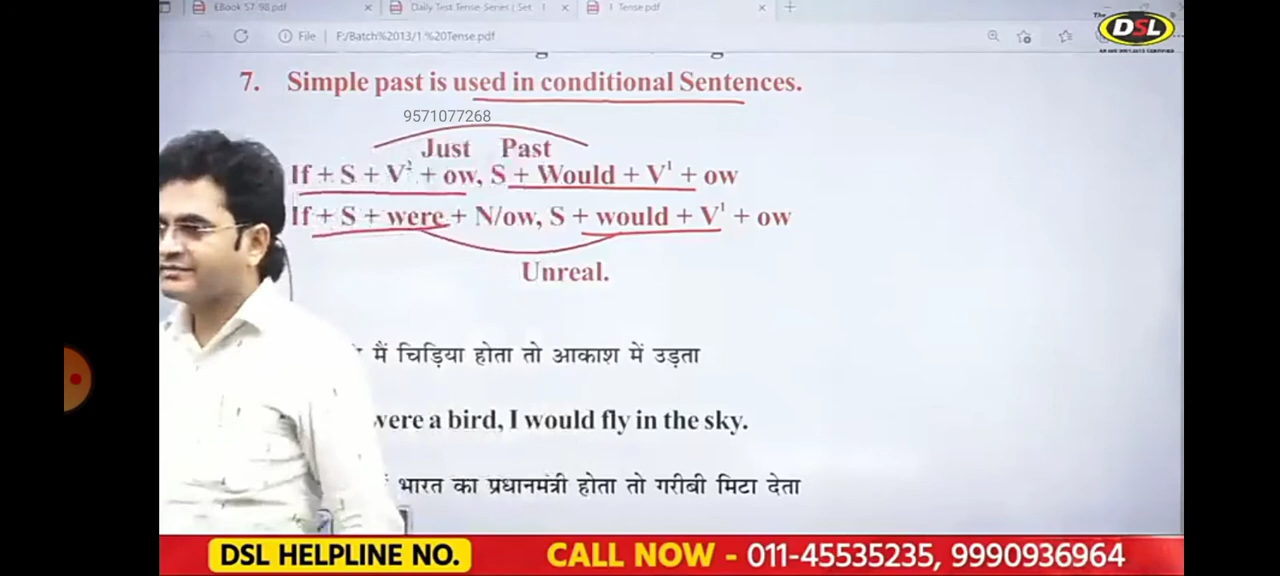 EBook 57-98.pdf
Daily Test Tense-Series ( Set
1 Tense.pdf
File | F:/Batch%2013/1.%20Tense.pdf
The
DSL
7. Simple past is used in conditional Sentences.
9571077268
Just Past
If + S + V² + ow, S + Would + V¹ + ow
If + S + were + N/ow, S + would + V¹ + ow
Unreal.
मैं चिड़िया होता तो आकाश में उड़ता
were a bird, I would fly in the sky.
भारत का प्रधानमंत्री होता तो गरीबी मिटा देता
DSL HELPLINE NO. CALL NOW - 011-45535235, 9990936964